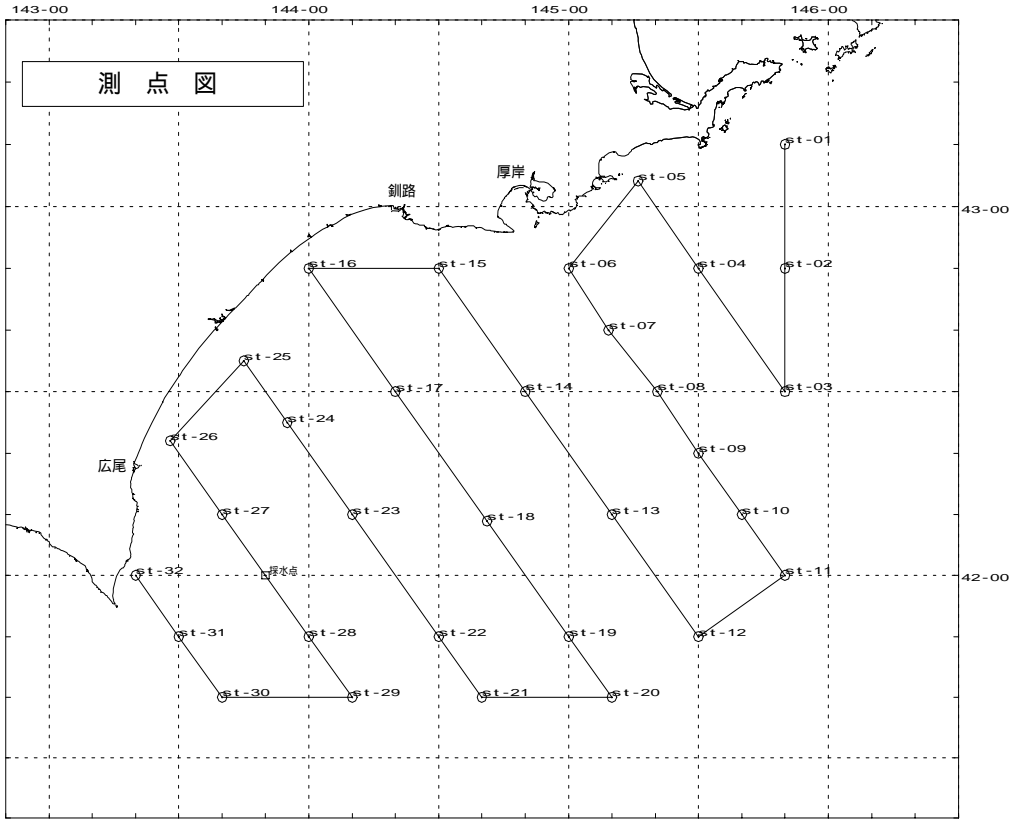 143-00 144-00 145-00 146-00
測 点 図
st-01
厚岸
st-05
釧路
43-00
st-16 st-15 st-06 st-04 st-02
st-07
st-25
st-17 st-14 st-08 st-03
st-24
st-26
st-09
広尾
st-27 st-23 st-18 st-13 st-10
st-32 採水点 st-11
42-00
st-31 st-28 st-22 st-19 st-12
st-30 st-29 st-21 st-20